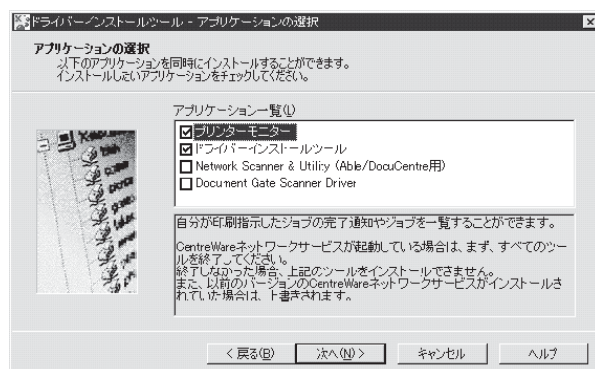 ドライバーインストールツール - アプリケーションの選択
アプリケーションの選択
以下のアプリケーションを同時にインストールすることができます。
インストールしたいアプリケーションをチェックしてください。
アプリケーション一覧(L)
プリンターモニター
ドライバーインストールツール
Network Scanner & Utility (Able/DocuCentre用)
Document Gate Scanner Driver
自分が印刷指示したジョブの完了通知やジョブを一覧することができます。
CentreWareネットワークサービスが起動している場合は、まず、すべてのツー
ルを終了してください。
終了しなかった場合、上記のツールをインストールできません。
また、以前のバージョンのCentreWareネットワークサービスがインストールさ
れていた場合は、上書きされます。
< 戻る(B)
次へ(N) >
キャンセル
ヘルプ